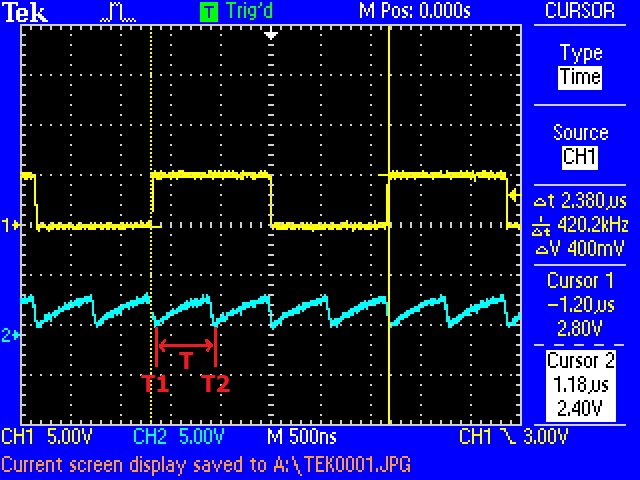 Tek T Trig'd M Pos: 0.000s CURSOR
Type
Time
Source
CH1
Δt 2.380µs
1/Δt 420.2kHz
ΔV 400mV
Cursor 1
-1.20µs
2.80V
Cursor 2
1.18µs
2.40V
1
2
T
T1 T2
CH1 5.00V CH2 5.00V M 500ns CH1 \ 3.00V
Current screen display saved to A:\TEK0001.JPG